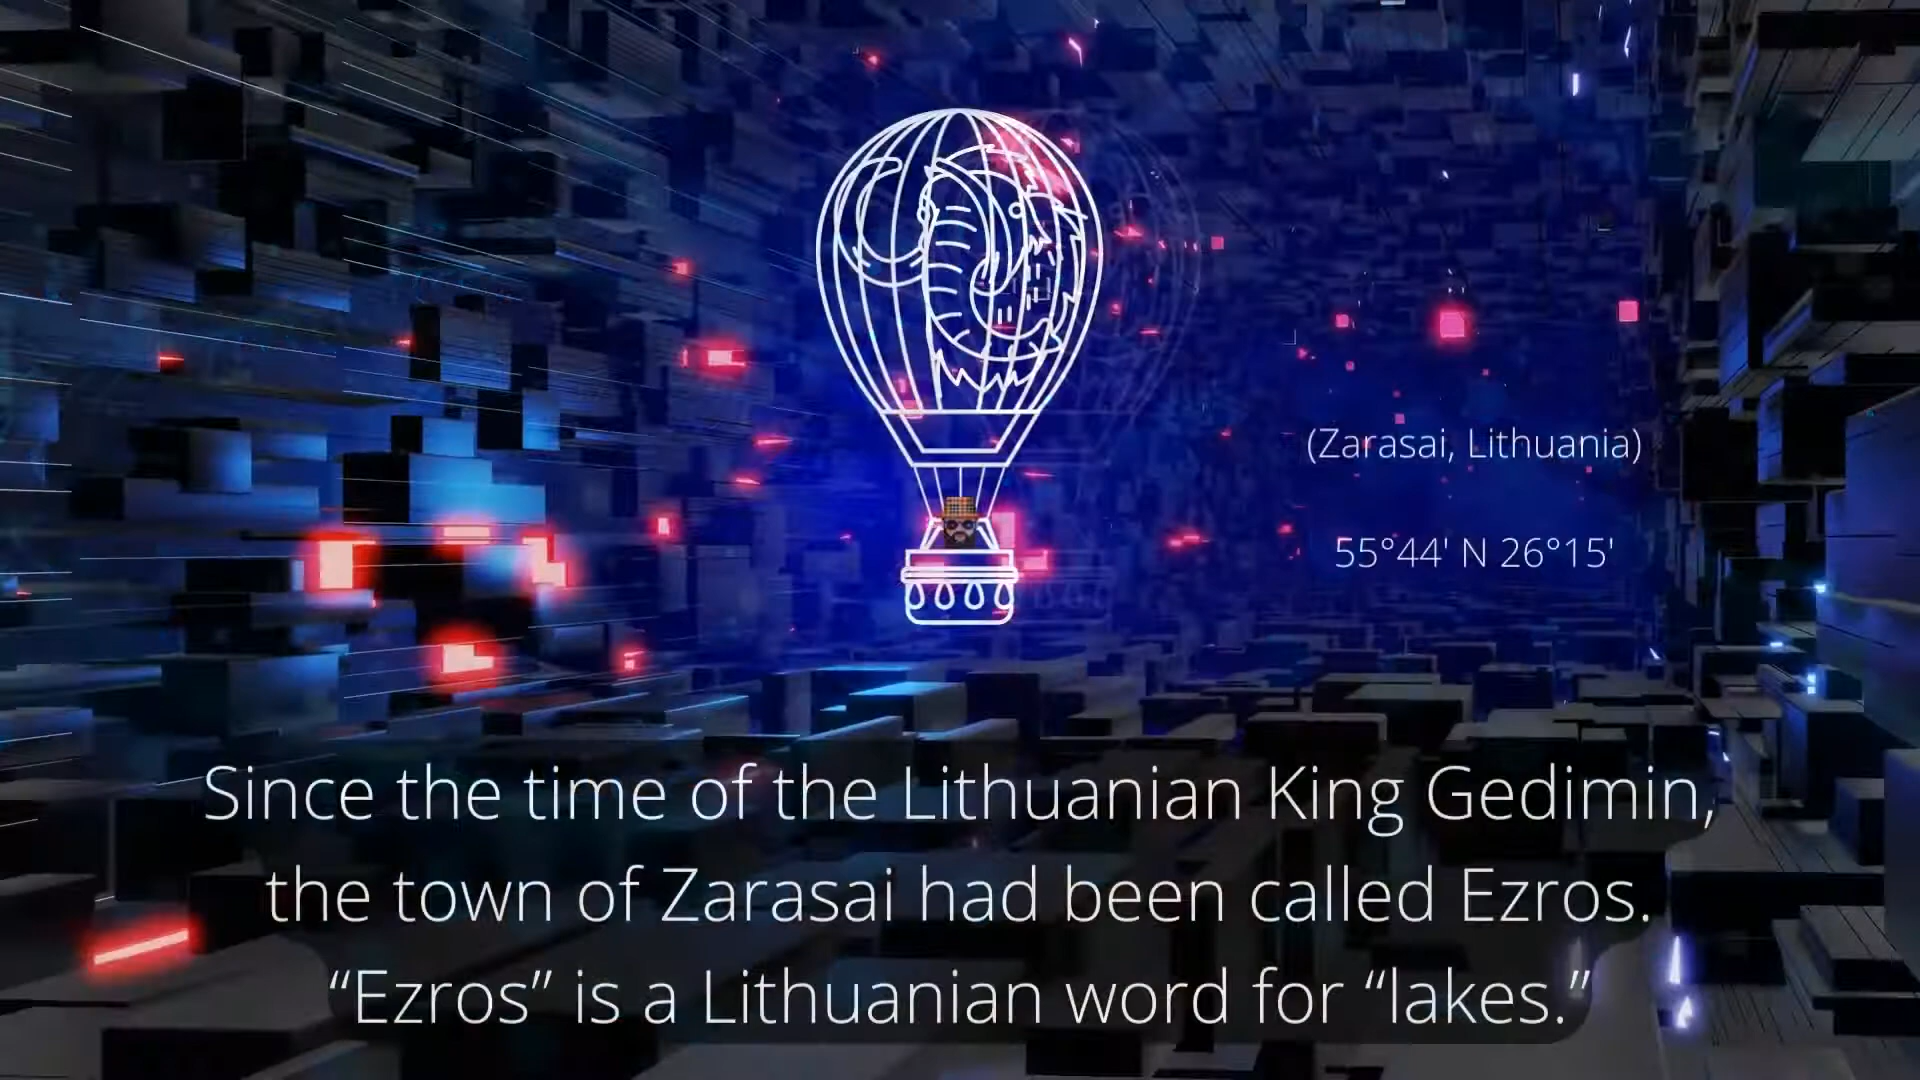 (Zarasai, Lithuania)
55°44' N 26°15'
Since the time of the Lithuanian King Gedimin,
the town of Zarasai had been called Ezros.
“Ezros” is a Lithuanian word for “lakes.”